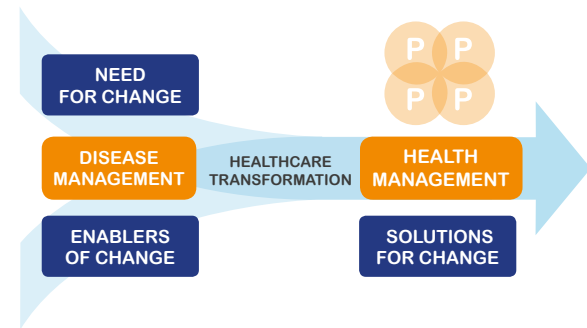 NEED
FOR CHANGE
P P
P P
DISEASE
MANAGEMENT
HEALTHCARE
TRANSFORMATION
HEALTH
MANAGEMENT
ENABLERS
OF CHANGE
SOLUTIONS
FOR CHANGE